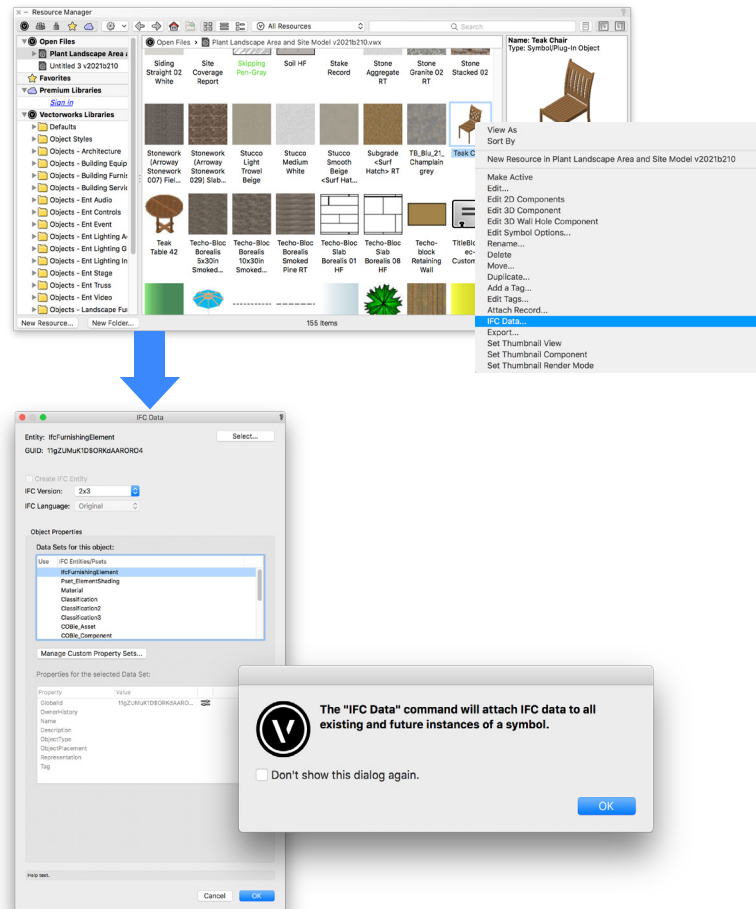 Resource Manager
All Resources
Search
Open Files
Plant Landscape Area a
Untitled 3 v2021b210
Favorites
Premium Libraries
Sign in
Vectorworks Libraries
Defaults
Object Styles
Objects - Architecture
Objects - Building Equip
Objects - Building Furnis
Objects - Building Servic
Objects - Ent Audio
Objects - Ent Controls
Objects - Ent Event
Objects - Ent Lighting A
Objects - Ent Lighting G
Objects - Ent Lighting In
Objects - Ent Stage
Objects - Ent Truss
Objects - Ent Video
Objects - Landscape Fur
New Resource...
New Folder...
Open Files > Plant Landscape Area and Site Model v2021b210.vwx
Siding Straight 02 White
Site Coverage Report
Skipping Pen-Gray
Soil HF
Stake Record
Stone Aggregate RT
Stone Granite 02 RT
Stone Stacked 02
Stonework (Arroway Stonework 007) Fiel...
Stonework (Arroway Stonework 029) Slab...
Stucco Light Trowel Beige
Stucco Medium White
Stucco Smooth Beige <Surf Hat...
Subgrade <Surf Hatch> RT
TB_Blu_21_ Champlain grey
Teak C
Teak Table 42
Techo-Bloc Borealis 5x30in Smoked...
Techo-Bloc Borealis 10x30in Smoked...
Techo-Bloc Borealis Smoked Pine RT
Techo-Bloc Slab Borealis 01 HF
Techo-Bloc Slab Borealis 08 HF
Techo-block Retaining Wall
TitleBlo ec- Custom
155 Items
Name: Teak Chair
Type: Symbol/Plug-In Object
View As
Sort By
New Resource in Plant Landscape Area and Site Model v2021b210
Make Active
Edit...
Edit 2D Components
Edit 3D Component
Edit 3D Wall Hole Component
Edit Symbol Options...
Rename...
Delete
Move...
Duplicate...
Add a Tag...
Edit Tags...
Attach Record...
IFC Data...
Export...
Set Thumbnail View
Set Thumbnail Component
Set Thumbnail Render Mode
IFC Data
Entity: IfcFurnishingElement
Select...
GUID: 11gZUMuK1D$ORKdAARORO4
Create IFC Entity
IFC Version: 2x3
IFC Language: Original
Object Properties
Data Sets for this object:
Use IFC Entities/Psets
IfcFurnishingElement
Pset_ElementShading
Material
Classification
Classification2
Classification3
COBie_Asset
COBie_Component
Manage Custom Property Sets...
Properties for the selected Data Set:
Property Value
GlobalId 11gZUMuK1D$ORKdAARO...
OwnerHistory
Name
Description
ObjectType
ObjectPlacement
Representation
Tag
Help text.
Cancel
OK
The "IFC Data" command will attach IFC data to all
existing and future instances of a symbol.
Don't show this dialog again.
OK